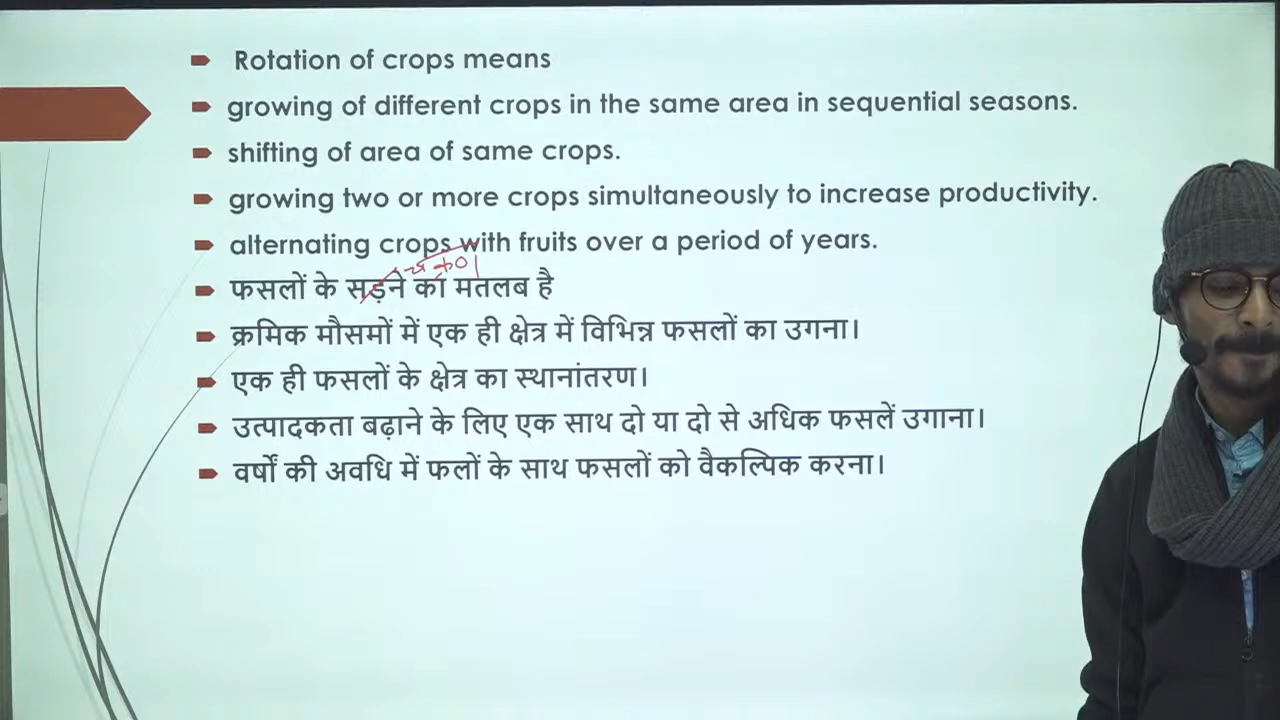 Rotation of crops means
growing of different crops in the same area in sequential seasons.
shifting of area of same crops.
growing two or more crops simultaneously to increase productivity.
alternating crops with fruits over a period of years.
फसलों के सड़ने का मतलब है
क्रमिक मौसमों में एक ही क्षेत्र में विभिन्न फसलों का उगना।
एक ही फसलों के क्षेत्र का स्थानांतरण।
उत्पादकता बढ़ाने के लिए एक साथ दो या दो से अधिक फसलें उगाना।
वर्षों की अवधि में फलों के साथ फसलों को वैकल्पिक करना।